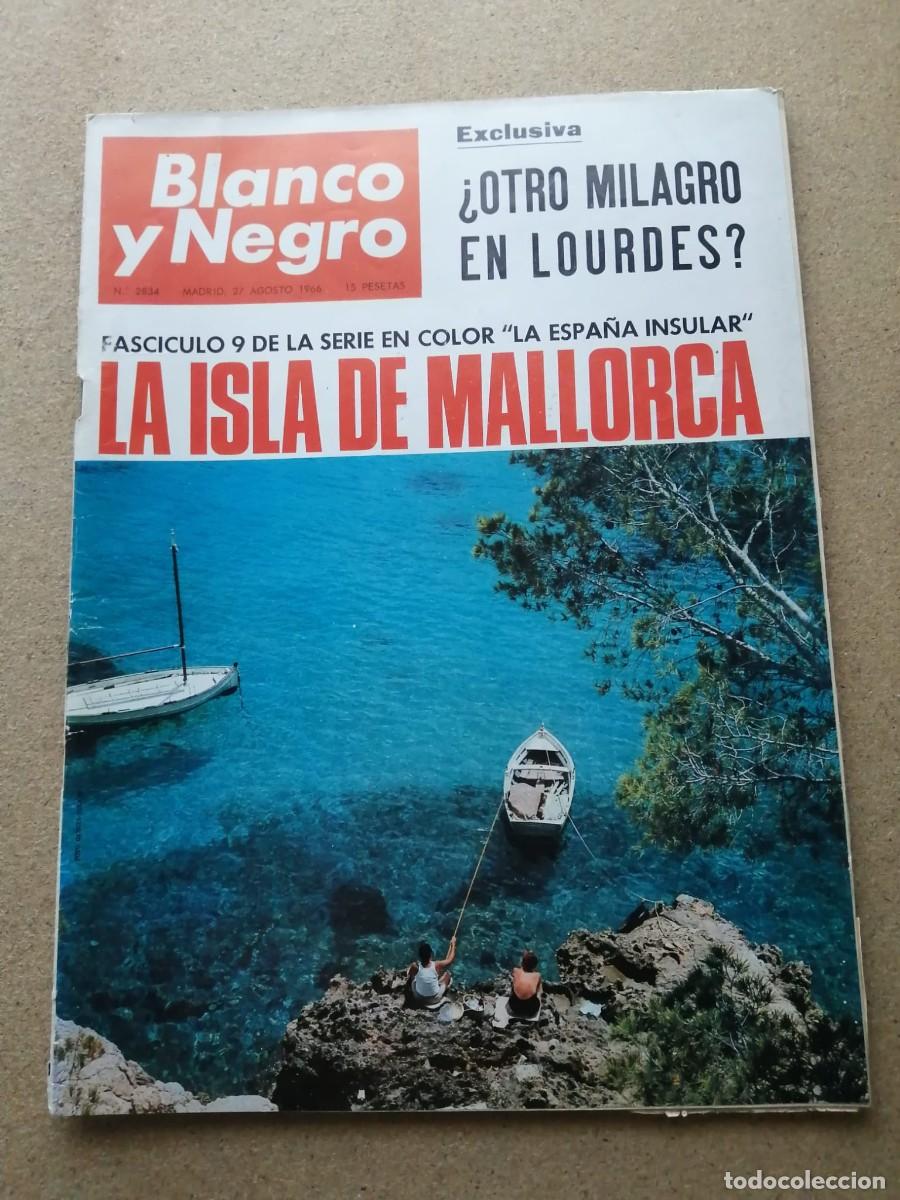 Blanco
y Negro
N.º 2834 MADRID, 27 AGOSTO 1966 15 PESETAS
Exclusiva
¿OTRO MILAGRO
EN LOURDES?
FASCICULO 9 DE LA SERIE EN COLOR "LA ESPAÑA INSULAR"
LA ISLA DE MALLORCA
todocoleccion